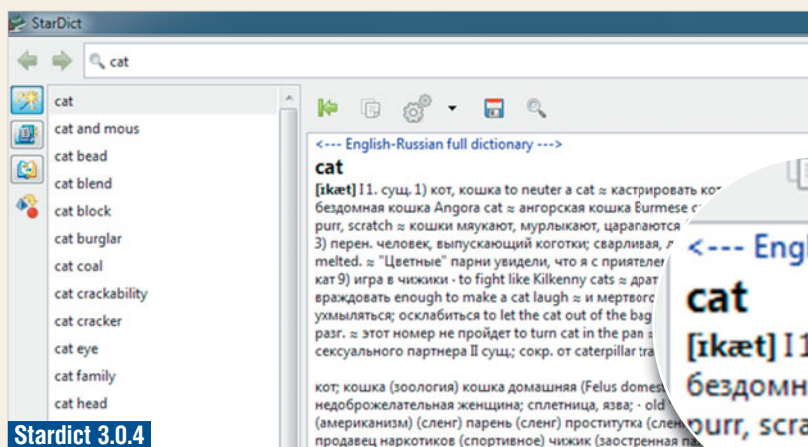 StarDict
cat
cat
cat and mous
cat bead
cat blend
cat block
cat burglar
cat coal
cat crackability
cat cracker
cat eye
cat family
cat head
<--- English-Russian full dictionary --->
cat
[ɪkæt] I 1. сущ. 1) кот, кошка to neuter a cat ≈ кастрировать кот
бездомная кошка Angora cat ≈ ангорская кошка Burmese c
purr, scratch ≈ кошки мяукают, мурлыкают, царапаются
3) перен. человек, выпускающий коготки; сварливая,
melted. ≈ "Цветные" парни увидели, что я с приятелем
кат 9) игра в чижики - to fight like Kilkenny cats ≈ драт
враждовать enough to make a cat laugh ≈ и мертвого
ухмыляться; осклабиться to let the cat out of the bag
разг. ≈ этот номер не пройдет to turn cat in the pan ≈
сексуального партнера II сущ.; сокр. от caterpillar tra
кот; кошка (зоология) кошка домашняя (Felus domes
недоброжелательная женщина; сплетница, язва; - old
(американизм) (сленг) парень (сленг) проститутка (слен
продавец наркотиков (спортивное) чижик (заостренная па
<--- Engl
cat
[ɪkæt] I 1
бездомн
purr, scra
Stardict 3.0.4